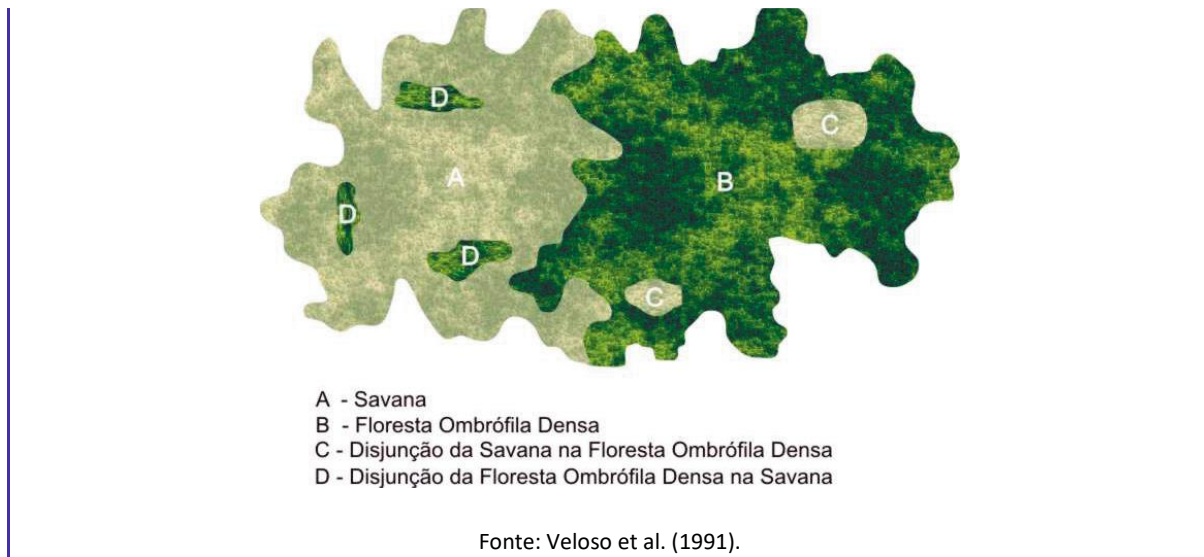 D
C
A
B
D
D
C
A - Savana
B - Floresta Ombrófila Densa
C - Disjunção da Savana na Floresta Ombrófila Densa
D - Disjunção da Floresta Ombrófila Densa na Savana
Fonte: Veloso et al. (1991).